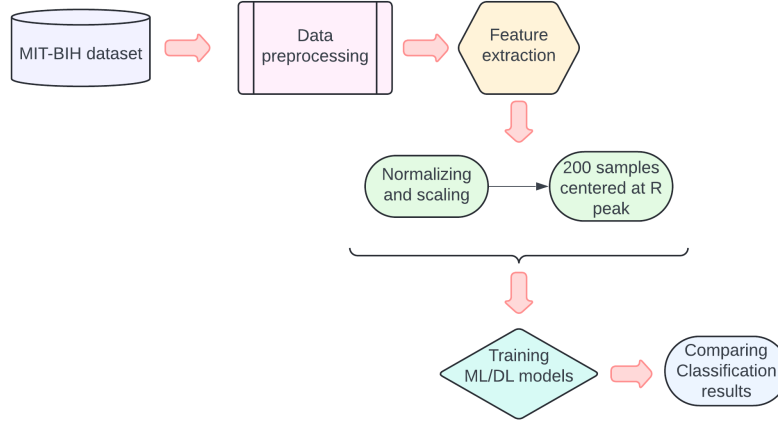 MIT-BIH dataset
Data
preprocessing
Feature
extraction
Normalizing
and scaling
200 samples
centered at R
peak
Training
ML/DL models
Comparing
Classification
results